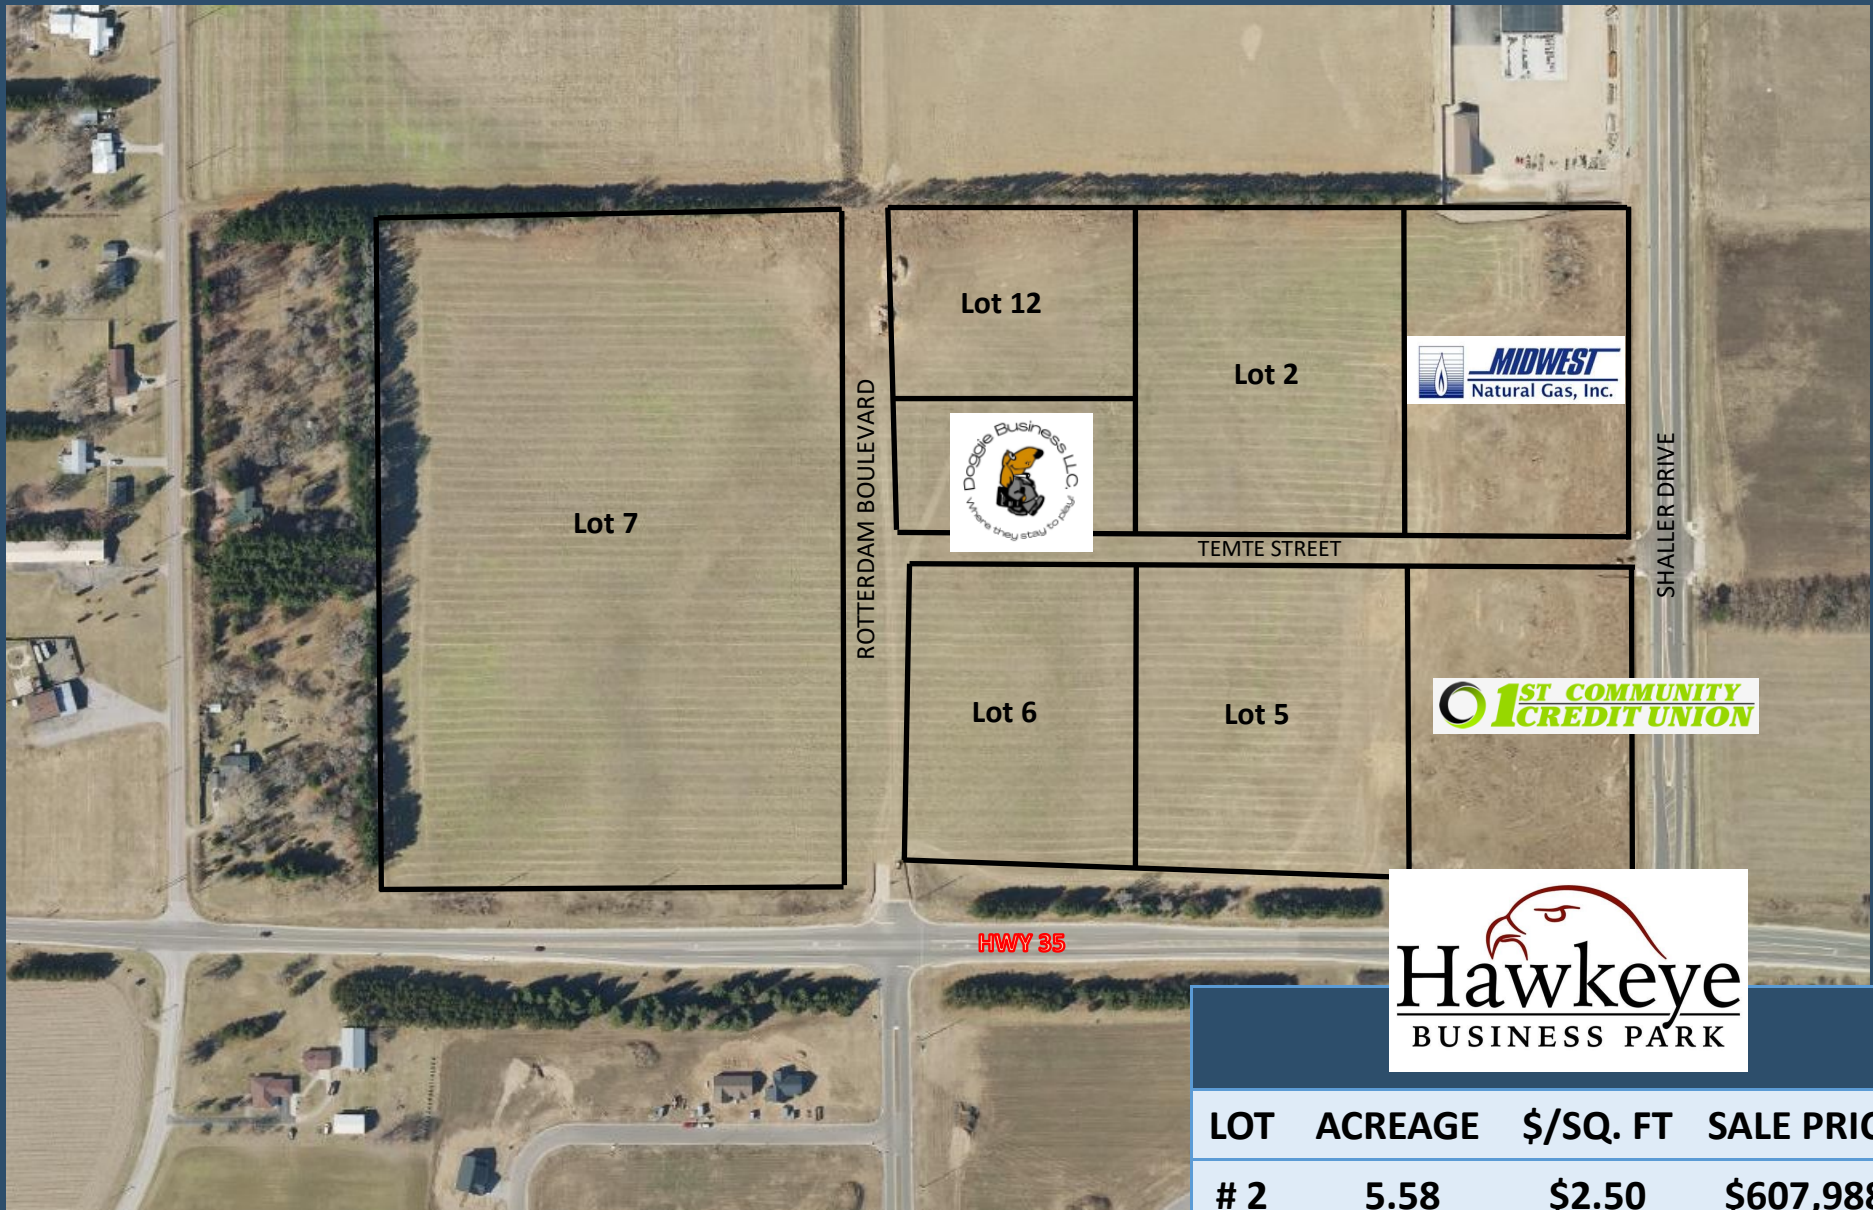 Lot 12
Lot 2
MIDWEST
Natural Gas, Inc.
Doggie Business LLC.
Where they stay to play!
Lot 7
ROTTERDAM BOULEVARD
TEMTE STREET
SHALLER DRIVE
Lot 6
Lot 5
1ST COMMUNITY
CREDIT UNION
HWY 35
Hawkeye
BUSINESS PARK
LOT ACREAGE $/SQ. FT SALE PRIC
# 2 5.58 $2.50 $607,988